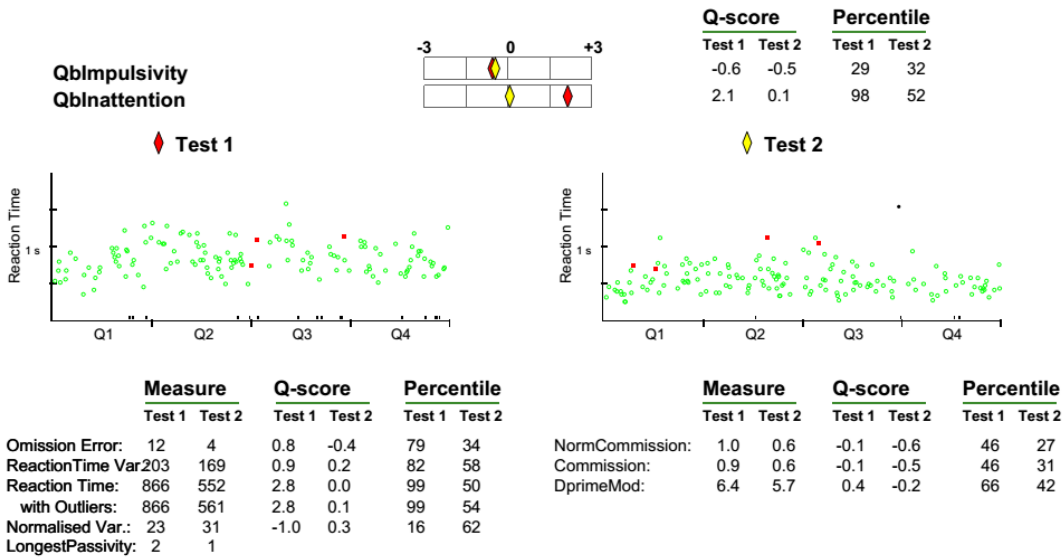 Q-score Percentile
-3 0 +3 Test 1 Test 2 Test 1 Test 2
QbImpulsivity -0.6 -0.5 29 32
QbInattention 2.1 0.1 98 52
Test 1 Test 2
Reaction Time Reaction Time
1 s 1 s
Q1 Q2 Q3 Q4 Q1 Q2 Q3 Q4
Measure Q-score Percentile Measure Q-score Percentile
Test 1 Test 2 Test 1 Test 2 Test 1 Test 2 Test 1 Test 2 Test 1 Test 2 Test 1 Test 2
Omission Error: 12 4 0.8 -0.4 79 34 NormCommission: 1.0 0.6 -0.1 -0.6 46 27
ReactionTime Var. 203 169 0.9 0.2 82 58 Commission: 0.9 0.6 -0.1 -0.5 46 31
Reaction Time: 866 552 2.8 0.0 99 50 DprimeMod: 6.4 5.7 0.4 -0.2 66 42
with Outliers: 866 561 2.8 0.1 99 54
Normalised Var.: 23 31 -1.0 0.3 16 62
LongestPassivity: 2 1